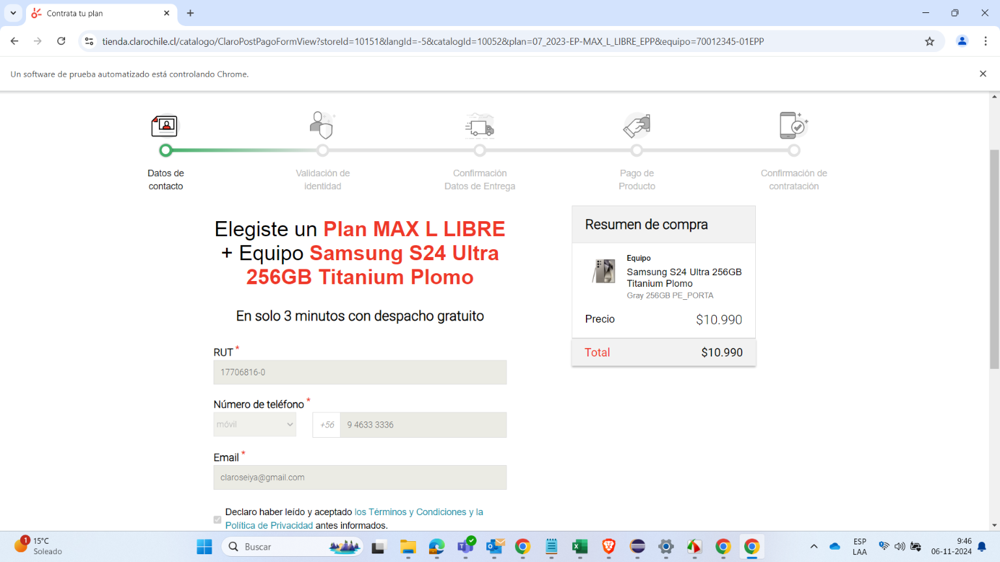 Contrata tu plan
tienda.clarochile.cl/catalogo/ClaroPostPagoFormView?storeId=10151&langId=-5&catalogId=10052&plan=07_2023-EP-MAX_L_LIBRE_EPP&equipo=70012345-01EPP
Un software de prueba automatizado está controlando Chrome.
Datos de
contacto
Validación de
identidad
Confirmación
Datos de Entrega
Pago de
Producto
Confirmación de
contratación
Elegiste un Plan MAX L LIBRE
+ Equipo Samsung S24 Ultra
256GB Titanium Plomo
En solo 3 minutos con despacho gratuito
RUT *
17706816-0
Número de teléfono *
móvil
+56
9 4633 3336
Email *
claroseiya@gmail.com
Declaro haber leído y aceptado los Términos y Condiciones y la
Política de Privacidad antes informados.
Resumen de compra
Equipo
Samsung S24 Ultra 256GB
Titanium Plomo
Gray 256GB PE_PORTA
Precio $10.990
Total $10.990
1
15°C
Soleado
Buscar
ESP
LAA
9:46
06-11-2024